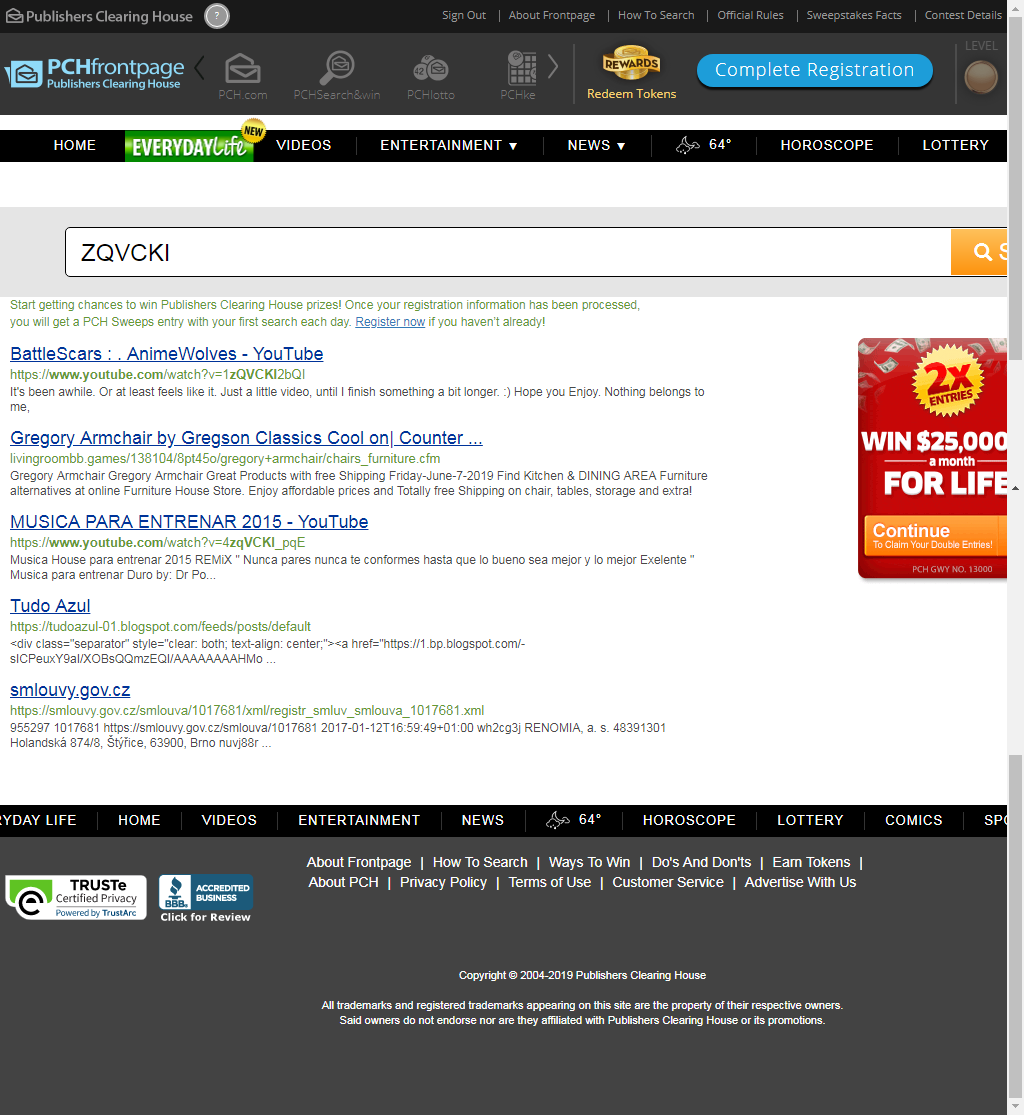 Publishers Clearing House ?
Sign Out | About Frontpage | How To Search | Official Rules | Sweepstakes Facts | Contest Details
PCHfrontpage
Publishers Clearing House
PCH.com PCHSearch&win PCHlotto PCHke
42
REWARDS
Redeem Tokens
Complete Registration
LEVEL
HOME EVERYDAY Life NEW VIDEOS ENTERTAINMENT ▼ NEWS ▼ 64° HOROSCOPE LOTTERY
ZQVCKI
S
Start getting chances to win Publishers Clearing House prizes! Once your registration information has been processed,
you will get a PCH Sweeps entry with your first search each day. Register now if you haven't already!
BattleScars : . AnimeWolves - YouTube
https://www.youtube.com/watch?v=1zQVCKI2bQI
It's been awhile. Or at least feels like it. Just a little video, until I finish something a bit longer. :) Hope you Enjoy. Nothing belongs to
me,
Gregory Armchair by Gregson Classics Cool on| Counter ...
livingroombb.games/138104/8pt45o/gregory+armchair/chairs_furniture.cfm
Gregory Armchair Gregory Armchair Great Products with free Shipping Friday-June-7-2019 Find Kitchen & DINING AREA Furniture
alternatives at online Furniture House Store. Enjoy affordable prices and Totally free Shipping on chair, tables, storage and extra!
MUSICA PARA ENTRENAR 2015 - YouTube
https://www.youtube.com/watch?v=4zqVCKI_pqE
Musica House para entrenar 2015 REMiX " Nunca pares nunca te conformes hasta que lo bueno sea mejor y lo mejor Exelente "
Musica para entrenar Duro by: Dr Po...
Tudo Azul
https://tudoazul-01.blogspot.com/feeds/posts/default
<div class="separator" style="clear: both; text-align: center;"><a href="https://1.bp.blogspot.com/-
sICPeuxY9aI/XOBsQQmzEQI/AAAAAAAAHMo ...
smlouvy.gov.cz
https://smlouvy.gov.cz/smlouva/1017681/xml/registr_smluv_smlouva_1017681.xml
955297 1017681 https://smlouvy.gov.cz/smlouva/1017681 2017-01-12T16:59:49+01:00 wh2cg3j RENOMIA, a. s. 48391301
Holandská 874/8, Štýřice, 63900, Brno nuvj88r ...
2X
ENTRIES
WIN $25,000
a month
FOR LIFE
Continue
To Claim Your Double Entries!
PCH GWY NO. 13000
RYDAY LIFE HOME VIDEOS ENTERTAINMENT NEWS 64° HOROSCOPE LOTTERY COMICS SPO
About Frontpage | How To Search | Ways To Win | Do's And Don'ts | Earn Tokens |
About PCH | Privacy Policy | Terms of Use | Customer Service | Advertise With Us
TRUSTe
Certified Privacy
Powered by TrustArc
BBB.
ACCREDITED
BUSINESS
Click for Review
Copyright © 2004-2019 Publishers Clearing House
All trademarks and registered trademarks appearing on this site are the property of their respective owners.
Said owners do not endorse nor are they affiliated with Publishers Clearing House or its promotions.